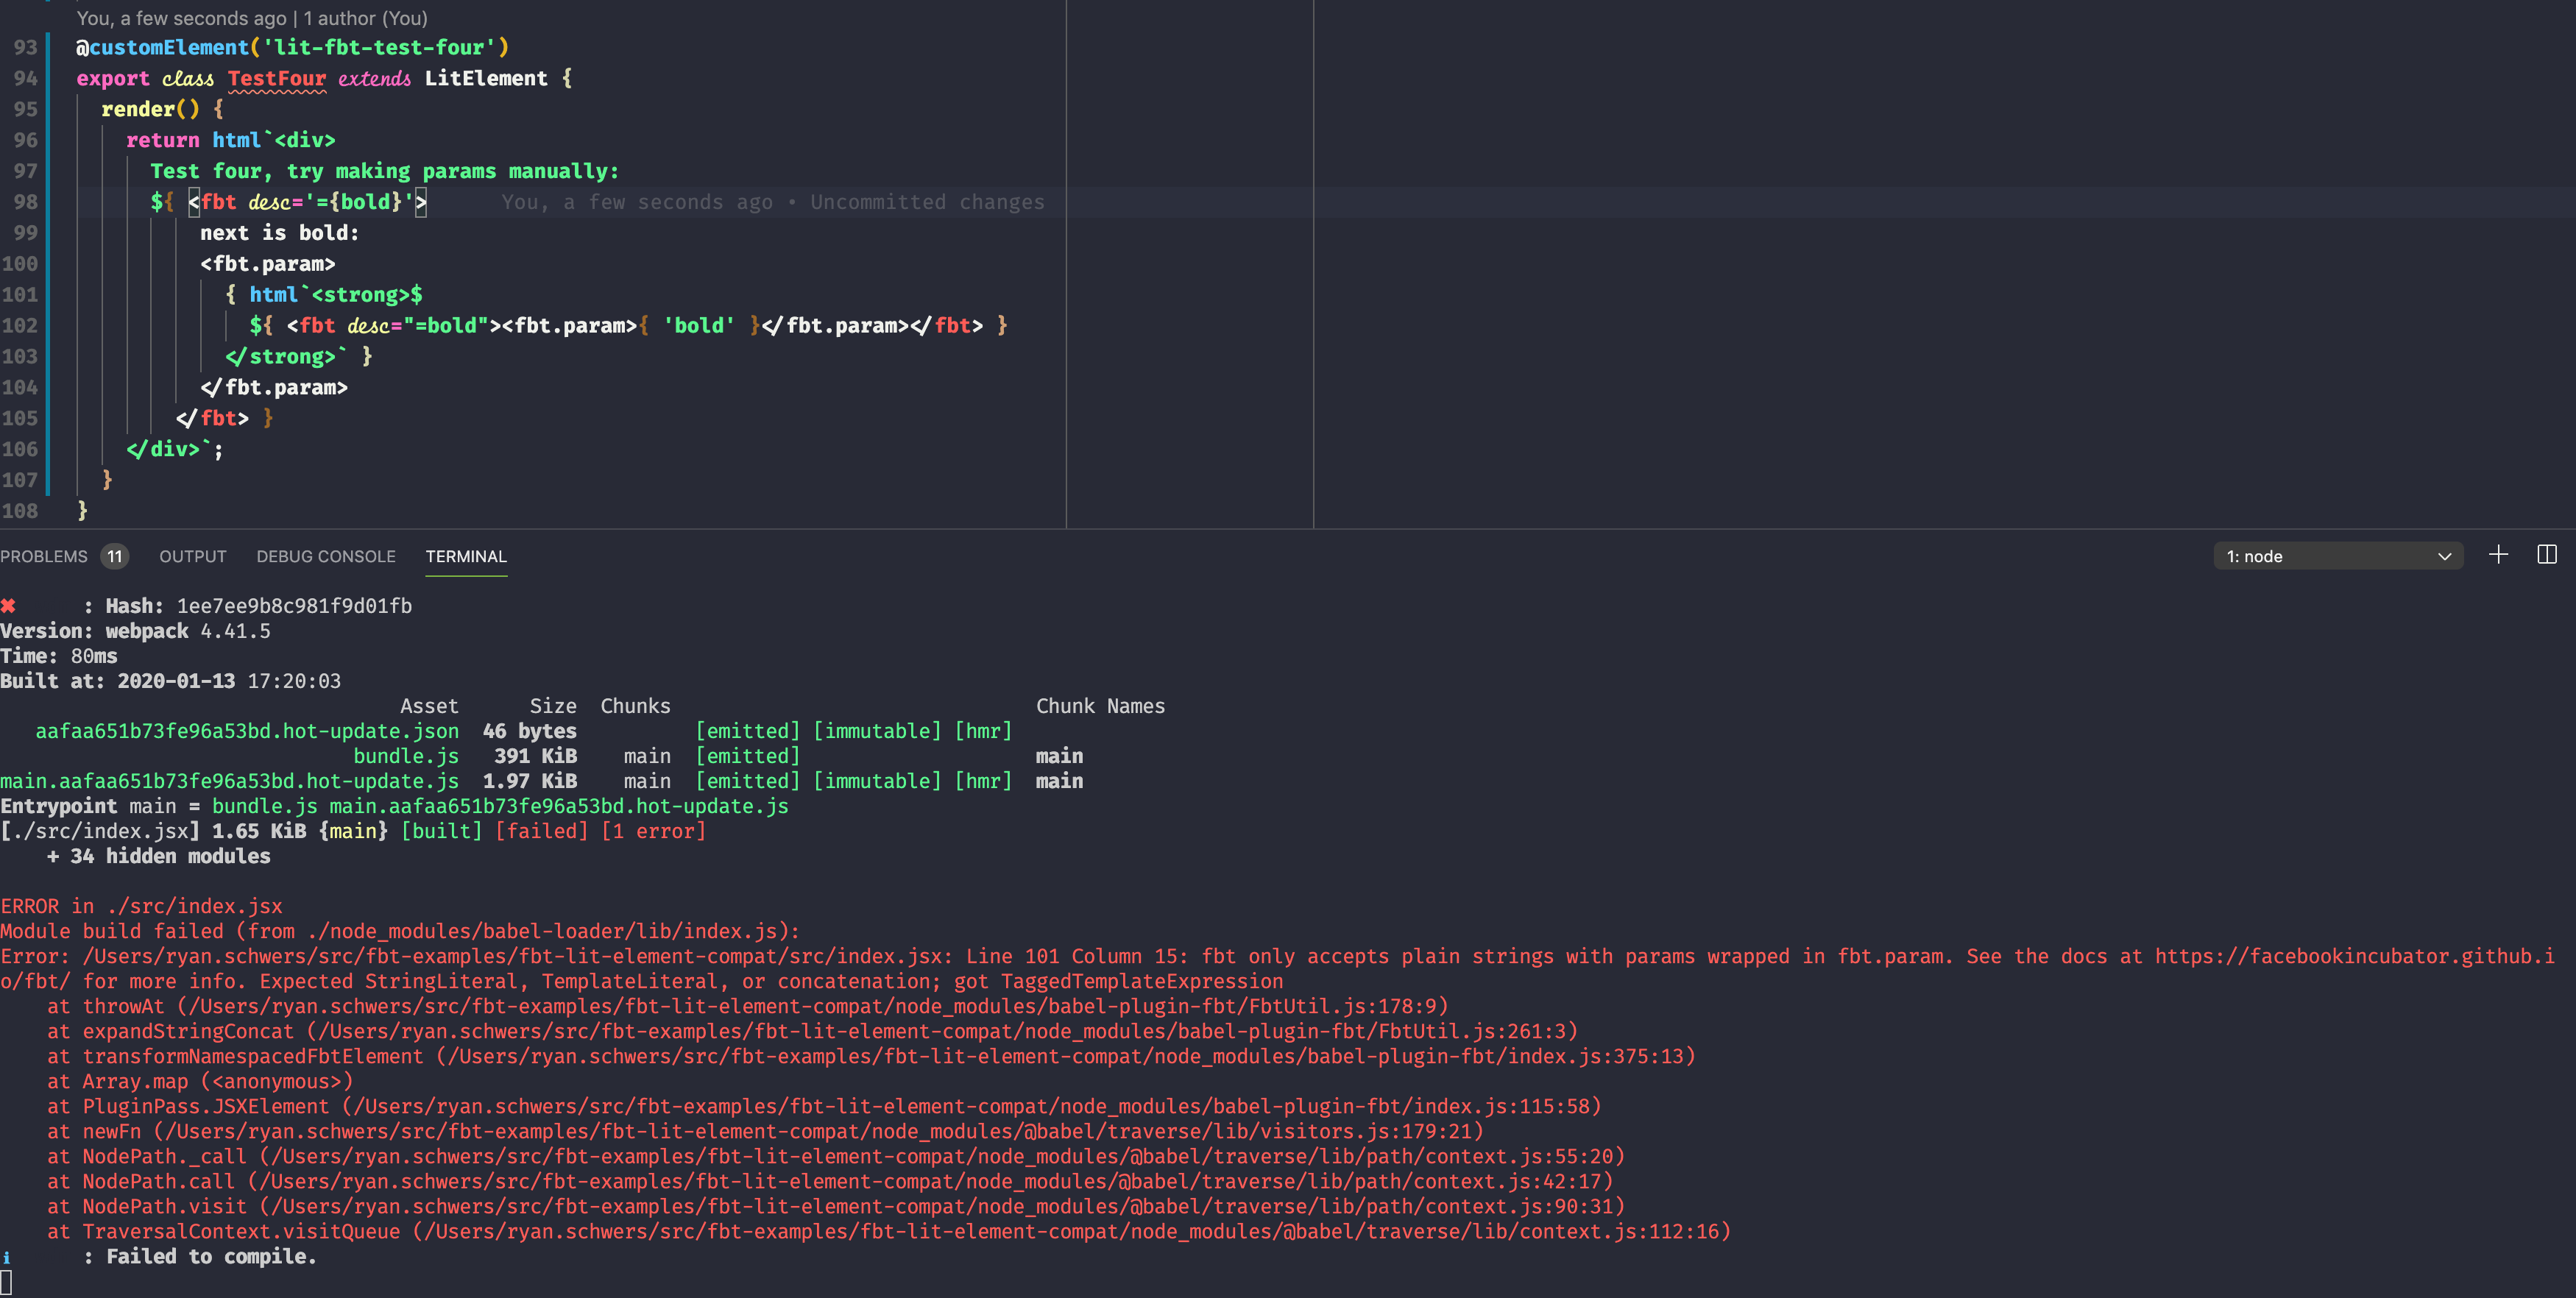 You, a few seconds ago | 1 author (You)
93 @customElement('lit-fbt-test-four')
94 export class TestFour extends LitElement {
95 render() {
96 return html`<div>
97 Test four, try making params manually:
98 ${ <fbt desc='={bold}'> You, a few seconds ago • Uncommitted changes
99 next is bold:
100 <fbt.param>
101 { html`<strong>$
102 ${ <fbt desc="=bold"><fbt.param>{ 'bold' }</fbt.param></fbt> }
103 </strong>` }
104 </fbt.param>
105 </fbt> }
106 </div>`;
107 }
108 }
PROBLEMS 11 OUTPUT DEBUG CONSOLE TERMINAL 1: node
✖ : Hash: 1ee7ee9b8c981f9d01fb
Version: webpack 4.41.5
Time: 80ms
Built at: 2020-01-13 17:20:03
Asset Size Chunks Chunk Names
aafaa651b73fe96a53bd.hot-update.json 46 bytes [emitted] [immutable] [hmr]
bundle.js 391 KiB main [emitted] main
main.aafaa651b73fe96a53bd.hot-update.js 1.97 KiB main [emitted] [immutable] [hmr] main
Entrypoint main = bundle.js main.aafaa651b73fe96a53bd.hot-update.js
[./src/index.jsx] 1.65 KiB {main} [built] [failed] [1 error]
+ 34 hidden modules
ERROR in ./src/index.jsx
Module build failed (from ./node_modules/babel-loader/lib/index.js):
Error: /Users/ryan.schwers/src/fbt-examples/fbt-lit-element-compat/src/index.jsx: Line 101 Column 15: fbt only accepts plain strings with params wrapped in fbt.param. See the docs at https://facebookincubator.github.i
o/fbt/ for more info. Expected StringLiteral, TemplateLiteral, or concatenation; got TaggedTemplateExpression
at throwAt (/Users/ryan.schwers/src/fbt-examples/fbt-lit-element-compat/node_modules/babel-plugin-fbt/FbtUtil.js:178:9)
at expandStringConcat (/Users/ryan.schwers/src/fbt-examples/fbt-lit-element-compat/node_modules/babel-plugin-fbt/FbtUtil.js:261:3)
at transformNamespacedFbtElement (/Users/ryan.schwers/src/fbt-examples/fbt-lit-element-compat/node_modules/babel-plugin-fbt/index.js:375:13)
at Array.map (<anonymous>)
at PluginPass.JSXElement (/Users/ryan.schwers/src/fbt-examples/fbt-lit-element-compat/node_modules/babel-plugin-fbt/index.js:115:58)
at newFn (/Users/ryan.schwers/src/fbt-examples/fbt-lit-element-compat/node_modules/@babel/traverse/lib/visitors.js:179:21)
at NodePath._call (/Users/ryan.schwers/src/fbt-examples/fbt-lit-element-compat/node_modules/@babel/traverse/lib/path/context.js:55:20)
at NodePath.call (/Users/ryan.schwers/src/fbt-examples/fbt-lit-element-compat/node_modules/@babel/traverse/lib/path/context.js:42:17)
at NodePath.visit (/Users/ryan.schwers/src/fbt-examples/fbt-lit-element-compat/node_modules/@babel/traverse/lib/path/context.js:90:31)
at TraversalContext.visitQueue (/Users/ryan.schwers/src/fbt-examples/fbt-lit-element-compat/node_modules/@babel/traverse/lib/context.js:112:16)
ℹ : Failed to compile.